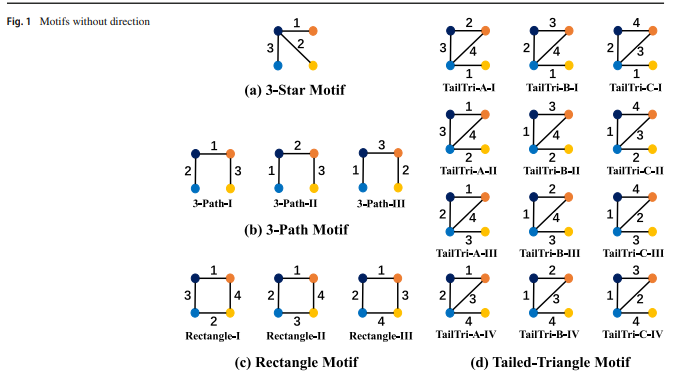 Fig. 1 Motifs without direction
1
3 2
(a) 3-Star Motif
1 2 3
2 3 1 3 1 2
3-Path-I 3-Path-II 3-Path-III
(b) 3-Path Motif
1 1 1
3 4 2 4 2 3
2 3 4
Rectangle-I Rectangle-II Rectangle-III
(c) Rectangle Motif
2 3 4
3 4 2 4 2 3
1 1 1
TailTri-A-I TailTri-B-I TailTri-C-I
1 3 4
3 4 1 4 1 3
2 2 2
TailTri-A-II TailTri-B-II TailTri-C-II
1 2 4
2 4 1 4 1 2
3 3 3
TailTri-A-III TailTri-B-III TailTri-C-III
1 2 3
2 3 1 3 1 2
4 4 4
TailTri-A-IV TailTri-B-IV TailTri-C-IV
(d) Tailed-Triangle Motif